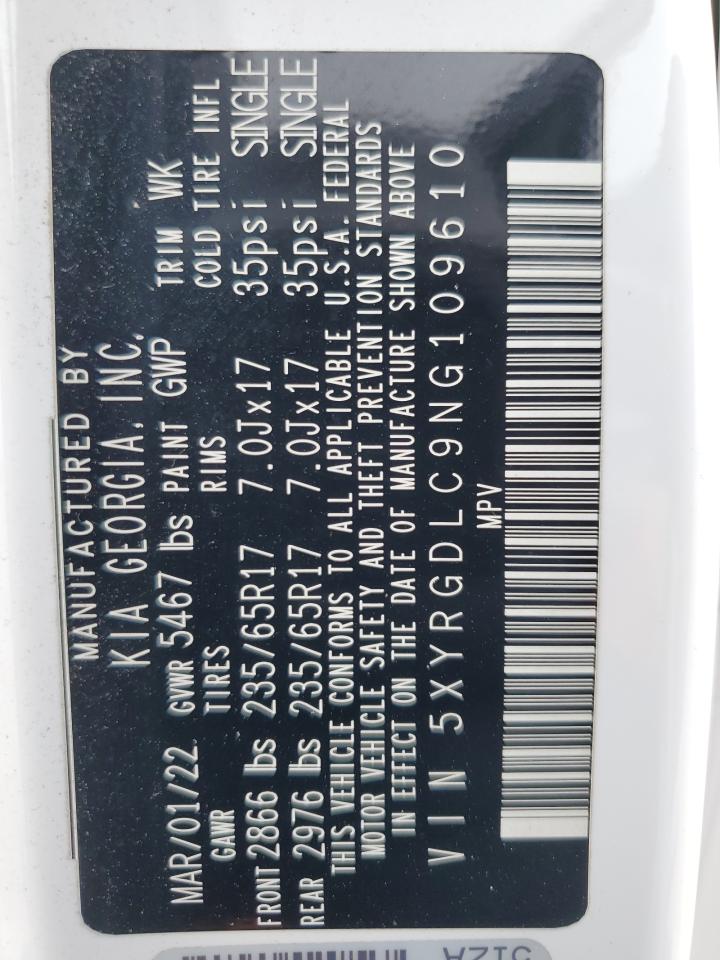 MANUFACTURED BY
KIA GEORGIA, INC.
MAR/01/22 GVWR 5467 lbs PAINT GWP TRIM WK
GAWR TIRES RIMS COLD TIRE INFL
FRONT 2866 lbs 235/65R17 7.0Jx17 35psi SINGLE
REAR 2976 lbs 235/65R17 7.0Jx17 35psi SINGLE
THIS VEHICLE CONFORMS TO ALL APPLICABLE U.S.A. FEDERAL
MOTOR VEHICLE SAFETY AND THEFT PREVENTION STANDARDS
IN EFFECT ON THE DATE OF MANUFACTURE SHOWN ABOVE
VIN 5XYRGDLC9NG109610
MPV